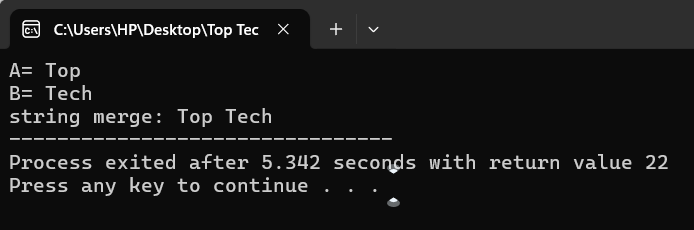 C:\Users\HP\Desktop\Top Tec
A= Top
B= Tech
string merge: Top Tech
--------------------------------
Process exited after 5.342 seconds with return value 22
Press any key to continue . . .